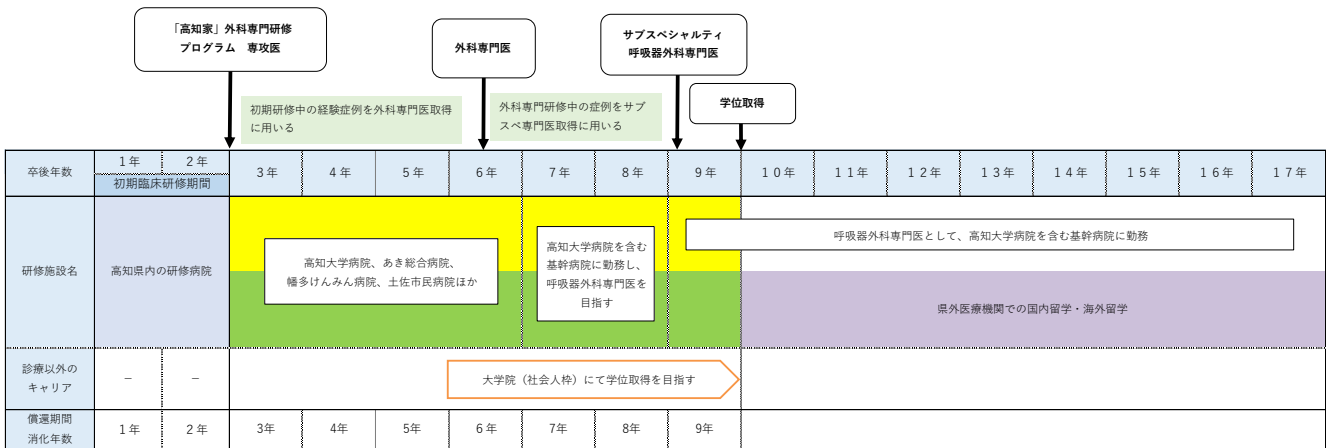 「高知家」外科専門研修
プログラム　専攻医
外科専門医
サブスペシャルティ
呼吸器外科専門医
学位取得
初期研修中の経験症例を外科専門医取得
に用いる
外科専門研修中の症例をサブ
スペ専門医取得に用いる
卒後年数
1年
2年
初期臨床研修期間
3年
4年
5年
6年
7年
8年
9年
10年
11年
12年
13年
14年
15年
16年
17年
研修施設名
高知県内の研修病院
高知大学病院、あき総合病院、
幡多けんみん病院、土佐市民病院ほか
高知大学病院を含む
基幹病院に勤務し、
呼吸器外科専門医を
目指す
呼吸器外科専門医として、高知大学病院を含む基幹病院に勤務
県外医療機関での国内留学・海外留学
診療以外の
キャリア
－
－
大学院（社会人枠）にて学位取得を目指す
償還期間
消化年数
1年
2年
3年
4年
5年
6年
7年
8年
9年